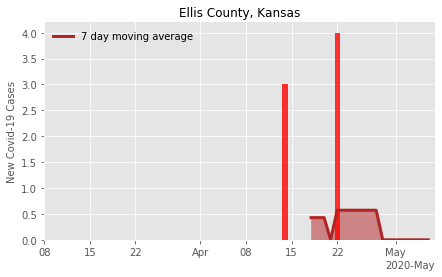 Ellis County, Kansas
7 day moving average
New Covid-19 Cases
4.0
3.5
3.0
2.5
2.0
1.5
1.0
0.5
0.0
08 15 22 Apr 08 15 22 May
2020-May